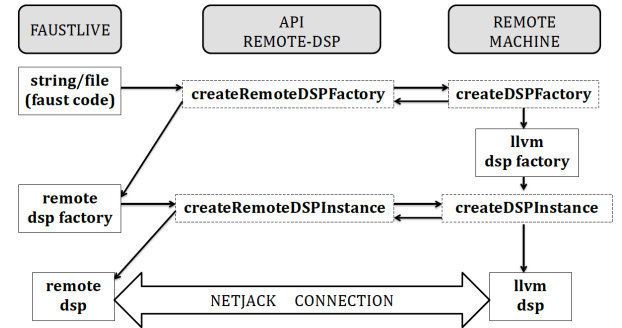 FAUSTLIVE
API
REMOTE-DSP
REMOTE
MACHINE
string/file
(faust code)
createRemoteDSPFactory
createDSPFactory
llvm
dsp factory
remote
dsp factory
createRemoteDSPInstance
createDSPInstance
remote
dsp
NETJACK CONNECTION
llvm
dsp